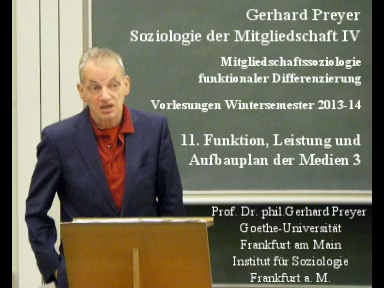 Gerhard Preyer
Soziologie der Mitgliedschaft IV
Mitgliedschaftssoziologie
funktionaler Differenzierung
Vorlesungen Wintersemester 2013-14
11. Funktion, Leistung und
Aufbauplan der Medien 3
Prof. Dr. phil.Gerhard Preyer
Goethe-Universität
Frankfurt am Main
Institut für Soziologie
Frankfurt a. M.